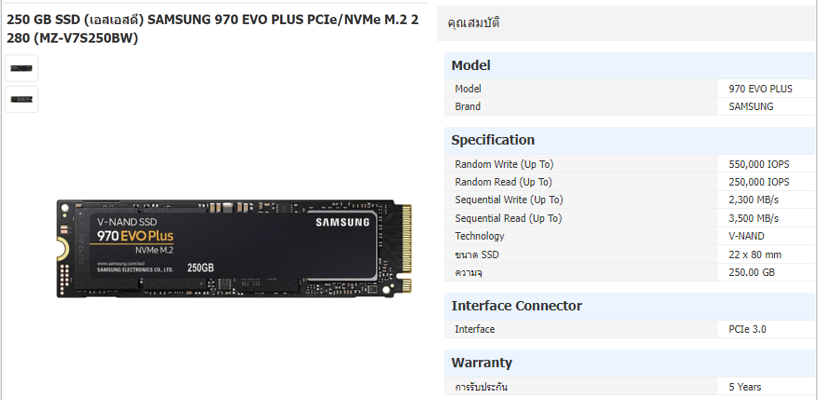 250 GB SSD (เอสเอสดี) SAMSUNG 970 EVO PLUS PCIe/NVMe M.2 2
280 (MZ-V7S250BW)
V-NAND SSD
970 EVO Plus
NVMe M.2
www.samsung.com/ssd
SAMSUNG ELECTRONICS CO., LTD.
250GB
SAMSUNG
คุณสมบัติ
Model
Model 970 EVO PLUS
Brand SAMSUNG
Specification
Random Write (Up To) 550,000 IOPS
Random Read (Up To) 250,000 IOPS
Sequential Write (Up To) 2,300 MB/s
Sequential Read (Up To) 3,500 MB/s
Technology V-NAND
ขนาด SSD 22 x 80 mm
ความจุ 250.00 GB
Interface Connector
Interface PCIe 3.0
Warranty
การรับประกัน 5 Years